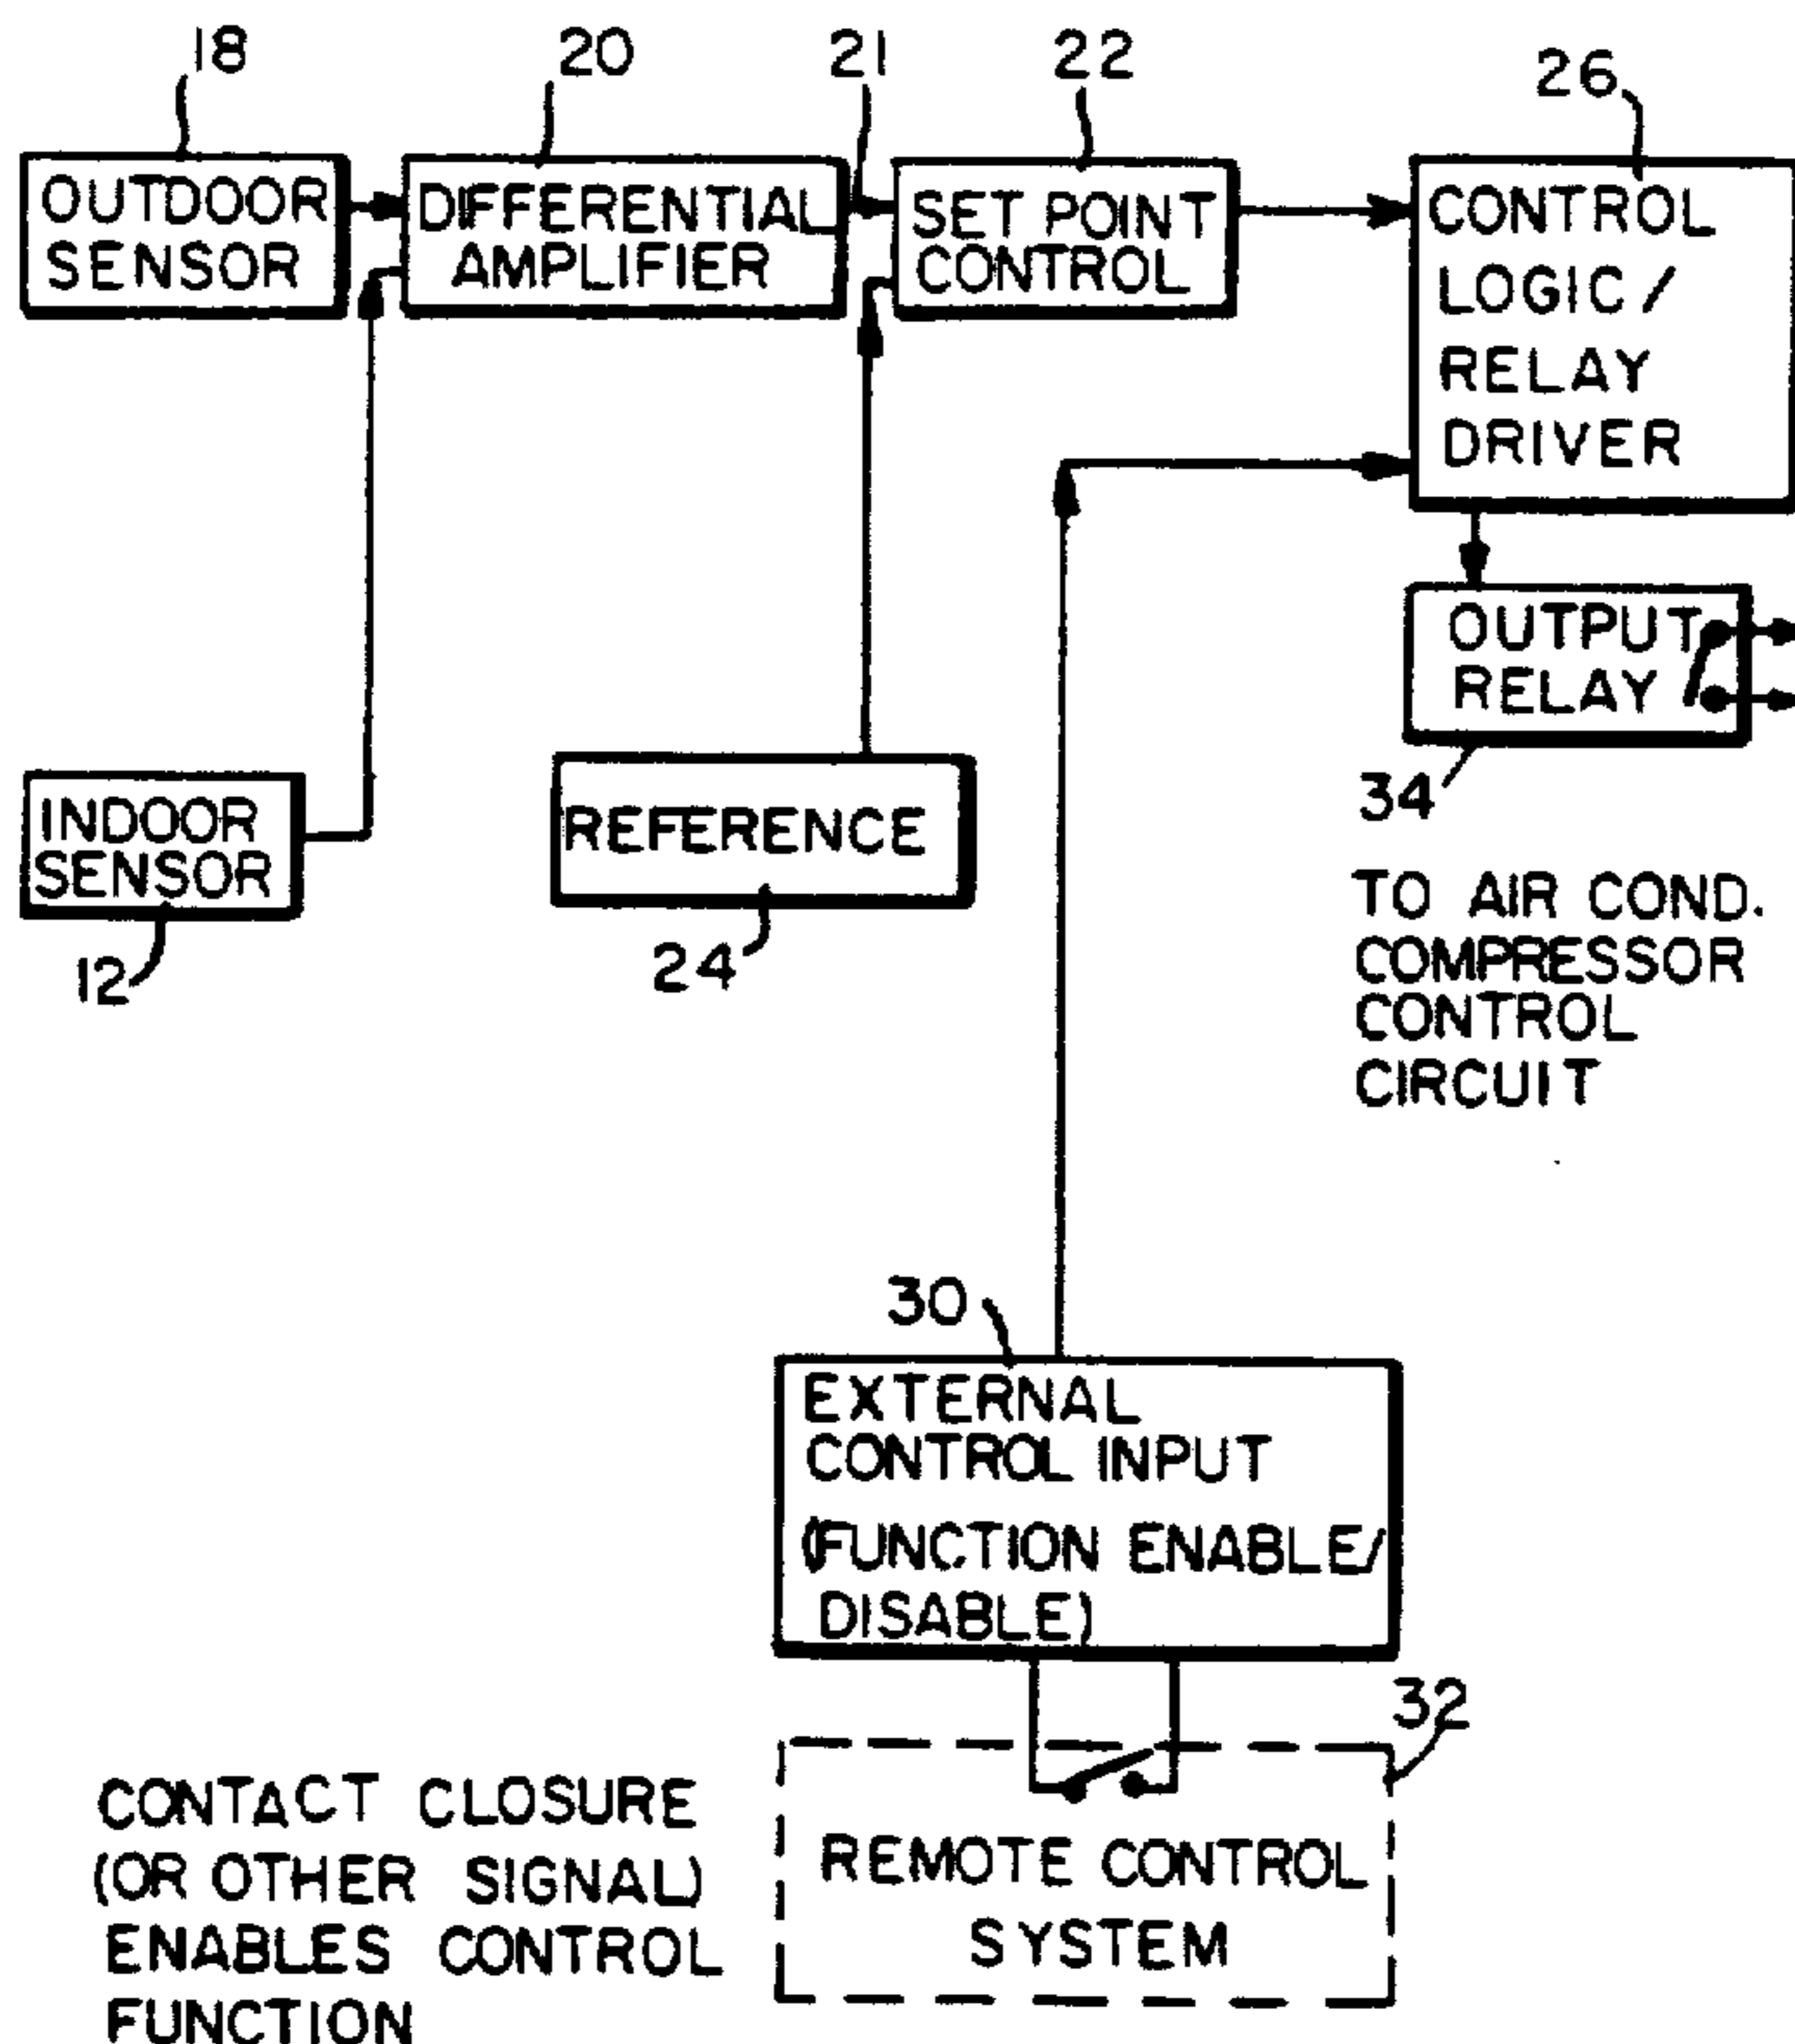 18
20
21
22
26
OUTDOOR
SENSOR
DIFFERENTIAL
AMPLIFIER
SET POINT
CONTROL
CONTROL
LOGIC /
RELAY
DRIVER
OUTPUT
RELAY
34
INDOOR
SENSOR
12
REFERENCE
24
TO AIR COND.
COMPRESSOR
CONTROL
CIRCUIT
30
EXTERNAL
CONTROL INPUT
(FUNCTION ENABLE/
DISABLE)
32
REMOTE CONTROL
SYSTEM
CONTACT CLOSURE
(OR OTHER SIGNAL)
ENABLES CONTROL
FUNCTION